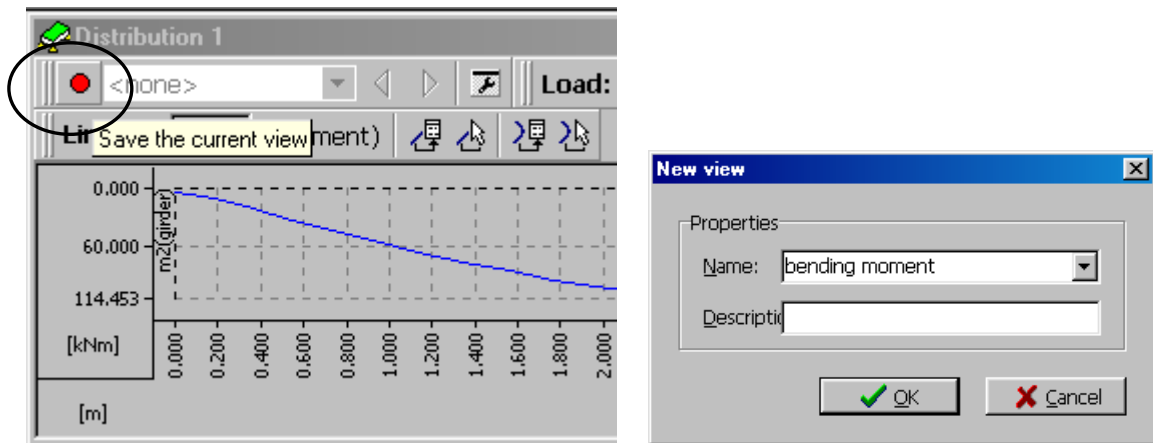 Distribution 1
<none>
Load:
Save the current view
ment)
0.000
60.000
114.453
[kNm]
m2(girder)
0.000 0.200 0.400 0.600 0.800 1.000 1.200 1.400 1.600 1.800 2.000
[m]
New view
Properties
Name: bending moment
Descriptio
OK Cancel